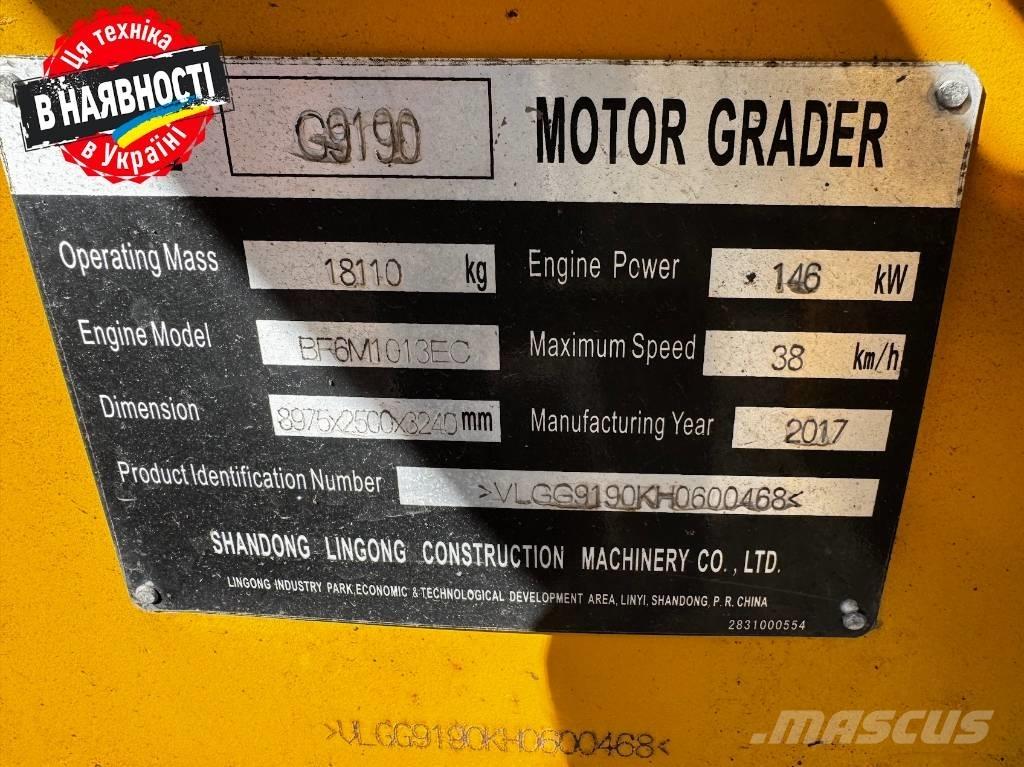 Ця техніка
В НАЯВНОСТІ
в Україні
G9190 MOTOR GRADER
Operating Mass 18110 kg Engine Power 146 kW
Engine Model BF6M1013EC Maximum Speed 38 km/h
Dimension 8975x2500x3240 mm Manufacturing Year 2017
Product Identification Number >VLGG9190KH0600468<
SHANDONG LINGONG CONSTRUCTION MACHINERY CO., LTD.
LINGONG INDUSTRY PARK,ECONOMIC & TECHNOLOGICAL DEVELOPMENT AREA, LINYI, SHANDONG, P. R. CHINA
2831000554
>VLGG9190KH0600468<
MASCUS